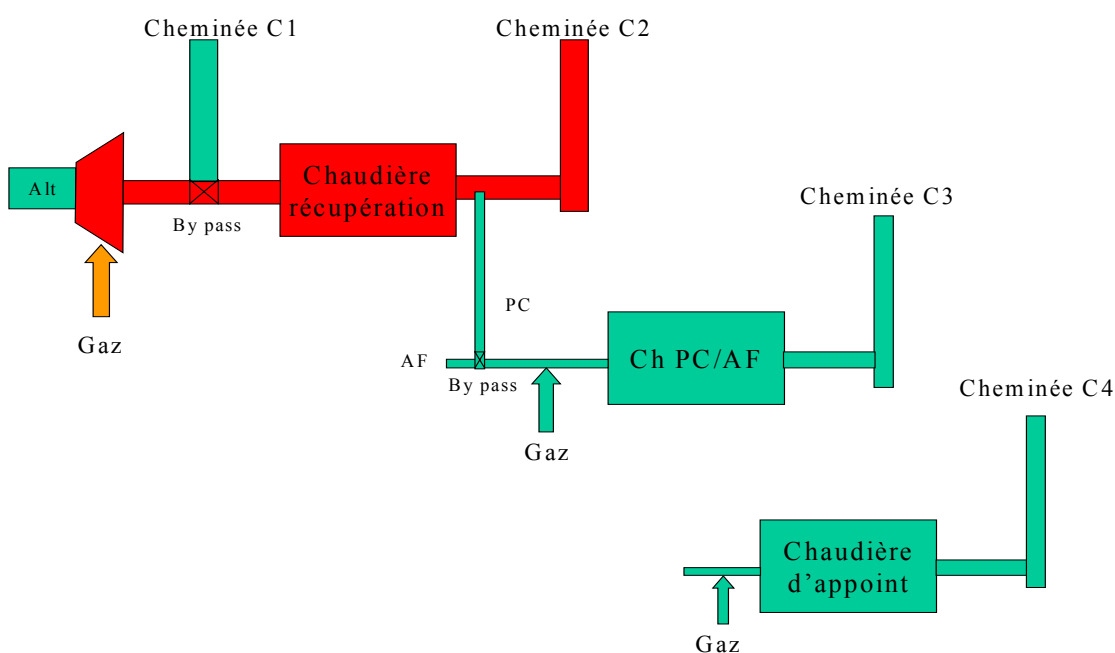 Cheminée C1
Cheminée C2
Alt
Chaudière
récupération
By pass
Cheminée C3
Gaz
PC
AF
Ch PC/AF
By pass
Cheminée C4
Gaz
Chaudière
d’appoint
Gaz